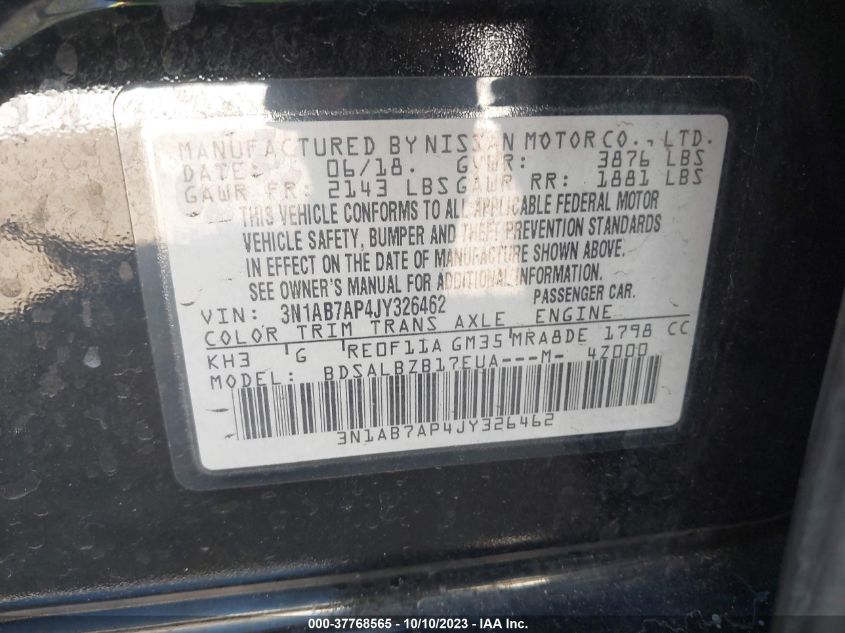 MANUFACTURED BY NISSAN MOTOR CO., LTD.
DATE: 06/18. GVWR: 3876 LBS
GAWR FR: 2143 LBS GAWR RR: 1881 LBS
THIS VEHICLE CONFORMS TO ALL APPLICABLE FEDERAL MOTOR
VEHICLE SAFETY, BUMPER AND THEFT PREVENTION STANDARDS
IN EFFECT ON THE DATE OF MANUFACTURE SHOWN ABOVE.
SEE OWNER'S MANUAL FOR ADDITIONAL INFORMATION.
VIN: 3N1AB7AP4JY326462 PASSENGER CAR.
COLOR TRIM TRANS AXLE ENGINE
KH3 G RE0F11A GM35 MRA8DE 1798 CC
MODEL: BDSALBZB17EUA---M- 4Z000
3N1AB7AP4JY326462
000-37768565 - 10/10/2023 - © IAA Holdings, LLC.